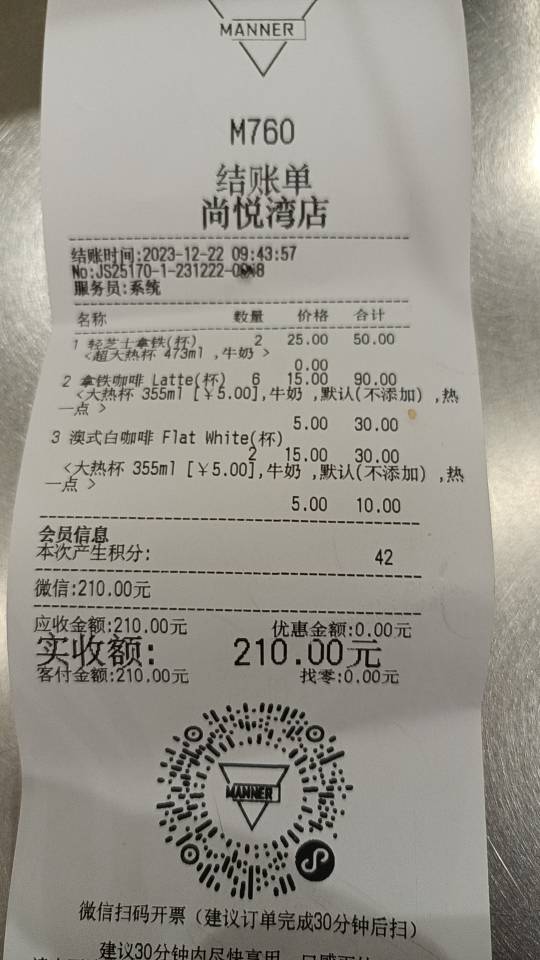 MANNER
M760
结账单
尚悦湾店
结账时间:2023-12-22 09:43:57
No:JS25170-1-231222-0 8
服务员:系统
名称 数量 价格 合计
1 轻芝士拿铁(杯) 2 25.00 50.00
<超大热杯 473ml ,牛奶 >
0.00
2 拿铁咖啡 Latte(杯) 6 15.00 90.00
<大热杯 355ml [￥5.00],牛奶 ,默认(不添加) ,热
一点 >
5.00 30.00
3 澳式白咖啡 Flat White(杯)
2 15.00 30.00
<大热杯 355ml [￥5.00],牛奶 ,默认(不添加) ,热
一点 >
5.00 10.00
会员信息
本次产生积分: 42
微信:210.00元
应收金额:210.00元 优惠金额:0.00元
实收额: 210.00元
客付金额:210.00元 找零:0.00元
MANNER
微信扫码开票（建议订单完成30分钟后扫）
建议30分钟内尽快享用